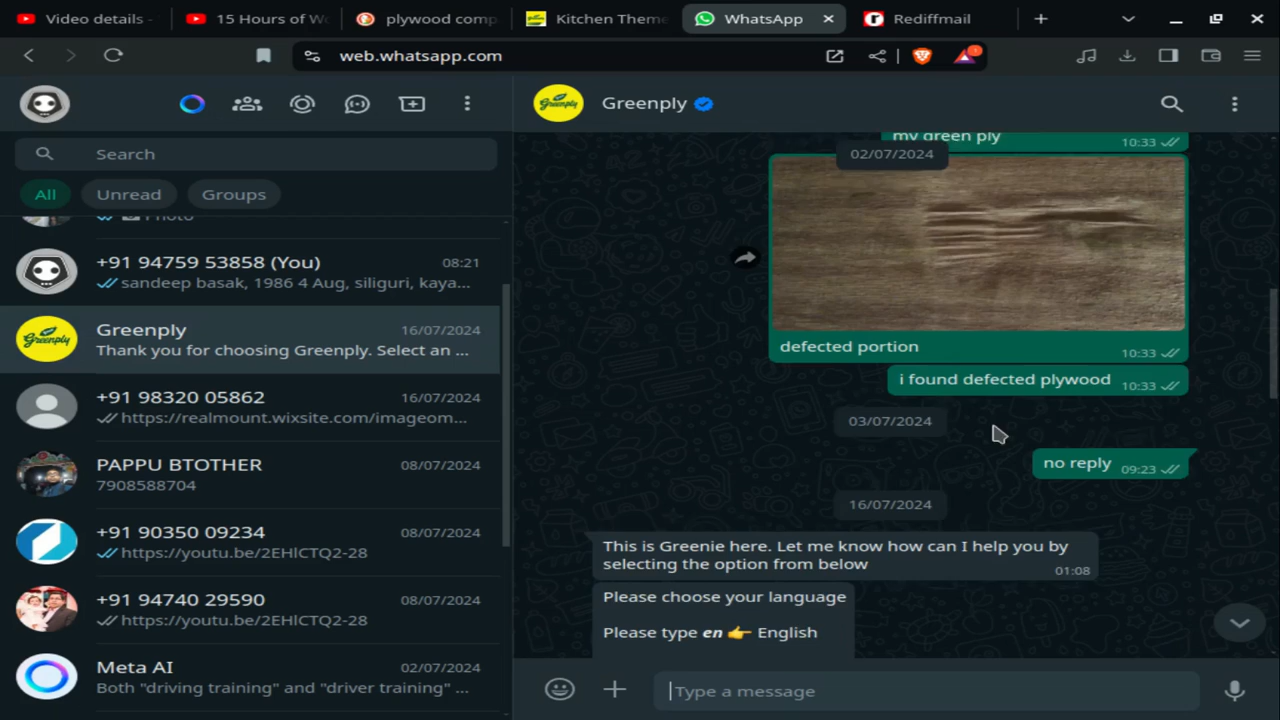 Video details -
15 Hours of W
plywood comp
Kitchen Theme
WhatsApp
Rediffmail
web.whatsapp.com
Greenply
Search
All
Unread
Groups
Photo
+91 94759 53858 (You)
08:21
sandeep basak, 1986 4 Aug, siliguri, kaya...
Greenply
16/07/2024
Thank you for choosing Greenply. Select an ...
+91 98320 05862
16/07/2024
https://realmount.wixsite.com/imageom...
PAPPU BTOTHER
08/07/2024
7908588704
+91 90350 09234
08/07/2024
https://youtu.be/2EHlCTQ2-28
+91 94740 29590
08/07/2024
https://youtu.be/2EHlCTQ2-28
Meta AI
02/07/2024
Both "driving training" and "driver training" ...
my green ply
10:33
02/07/2024
defected portion
10:33
i found defected plywood
10:33
03/07/2024
no reply
09:23
16/07/2024
This is Greenie here. Let me know how can I help you by
selecting the option from below
01:08
Please choose your language
Please type en 👉 English
Type a message